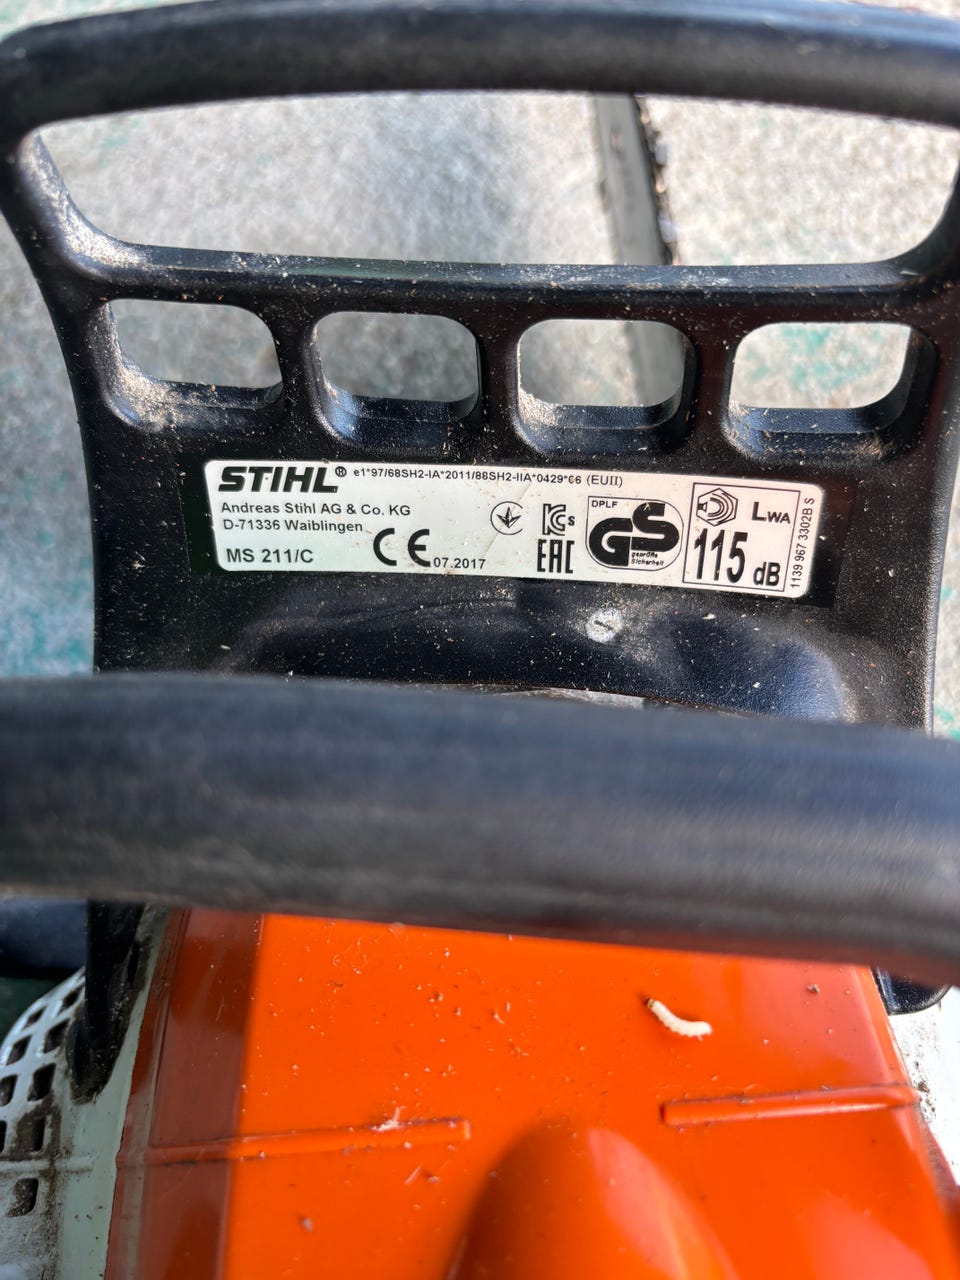 STIHL® e1*97/68SH2-IA*2011/88SH2-IIA*0429*06 (EUII)
Andreas Stihl AG & Co. KG
D-71336 Waiblingen
MS 211/C
CE 07.2017
KC s
EAC
DPLF
GS
geprüfte
Sicherheit
LWA
115 dB
1139 967 3302B S